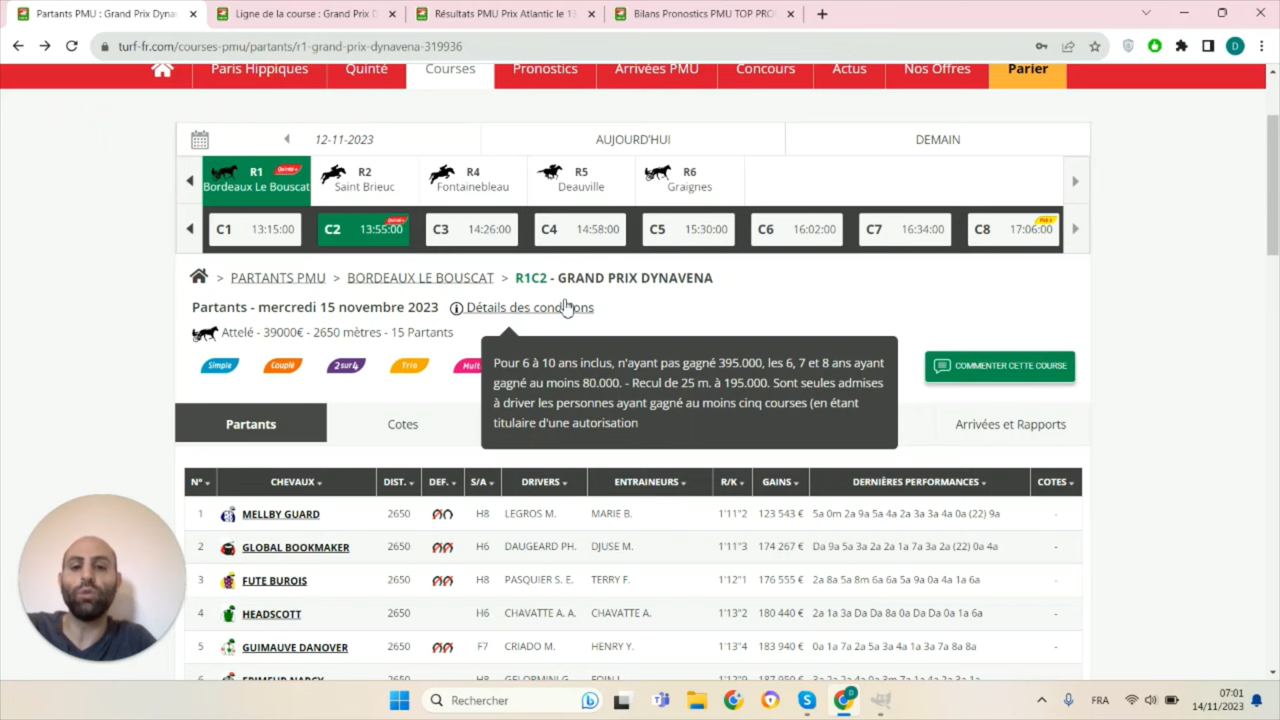 Partants PMU : Grand Prix Dyna
Ligne de la course : Grand Prix D
Résultats PMU Prix Atlantic le 13
Bilans Pronostics PMU TOP PRO
turf-fr.com/courses-pmu/partants/r1-grand-prix-dynavena-319936
D
Paris Hippiques Quinté Courses Pronostics Arrivées PMU Concours Actus Nos Offres Parier
12-11-2023 AUJOURD'HUI DEMAIN
R1 Quinté+ R2 R4 R5 R6
Bordeaux Le Bouscat Saint Brieuc Fontainebleau Deauville Graignes
C1 13:15:00 C2 13:55:00 Quinté+ C3 14:26:00 C4 14:58:00 C5 15:30:00 C6 16:02:00 C7 16:34:00 C8 17:06:00
> PARTANTS PMU > BORDEAUX LE BOUSCAT > R1C2 - GRAND PRIX DYNAVENA
Partants - mercredi 15 novembre 2023 Détails des conditions
Attelé - 39000€ - 2650 mètres - 15 Partants
Simple Couplé 2sur4 Trio Mult
Pour 6 à 10 ans inclus, n'ayant pas gagné 395.000, les 6, 7 et 8 ans ayant
gagné au moins 80.000. - Recul de 25 m. à 195.000. Sont seules admises
à driver les personnes ayant gagné au moins cinq courses (en étant
titulaire d'une autorisation
COMMENTER CETTE COURSE
Partants Cotes Arrivées et Rapports
N° CHEVAUX DIST. DEF. S/A DRIVERS ENTRAINEURS R/K GAINS DERNIÈRES PERFORMANCES COTES
1 MELLBY GUARD 2650 H8 LEGROS M. MARIE B. 1'11"2 123 543 € 5a 0m 2a 9a 5a 4a 2a 3a 3a 4a 0a (22) 9a -
2 GLOBAL BOOKMAKER 2650 H6 DAUGEARD PH. DJUSE M. 1'11"3 174 267 € Da 9a 5a 3a 2a 2a 1a 7a 3a 2a (22) 0a 4a -
3 FUTE BUROIS 2650 H8 PASQUIER S. E. TERRY F. 1'12"1 176 555 € 2a 8a 5a 8m 6a 6a 5a 9a 0a 4a 1a 6a -
4 HEADSCOTT 2650 H6 CHAVATTE A. A. CHAVATTE A. 1'13"2 180 440 € 2a 1a 3a Da Da 8a 0a Da Da 0a 1a 6a -
5 GUIMAUVE DANOVER 2650 F7 CRIADO M. HENRY Y. 1'13"4 183 940 € 0a 1a 7a 2a 5a 3a 4a 1a 3a 7a 8a 8a -
Rechercher
FRA
07:01
14/11/2023